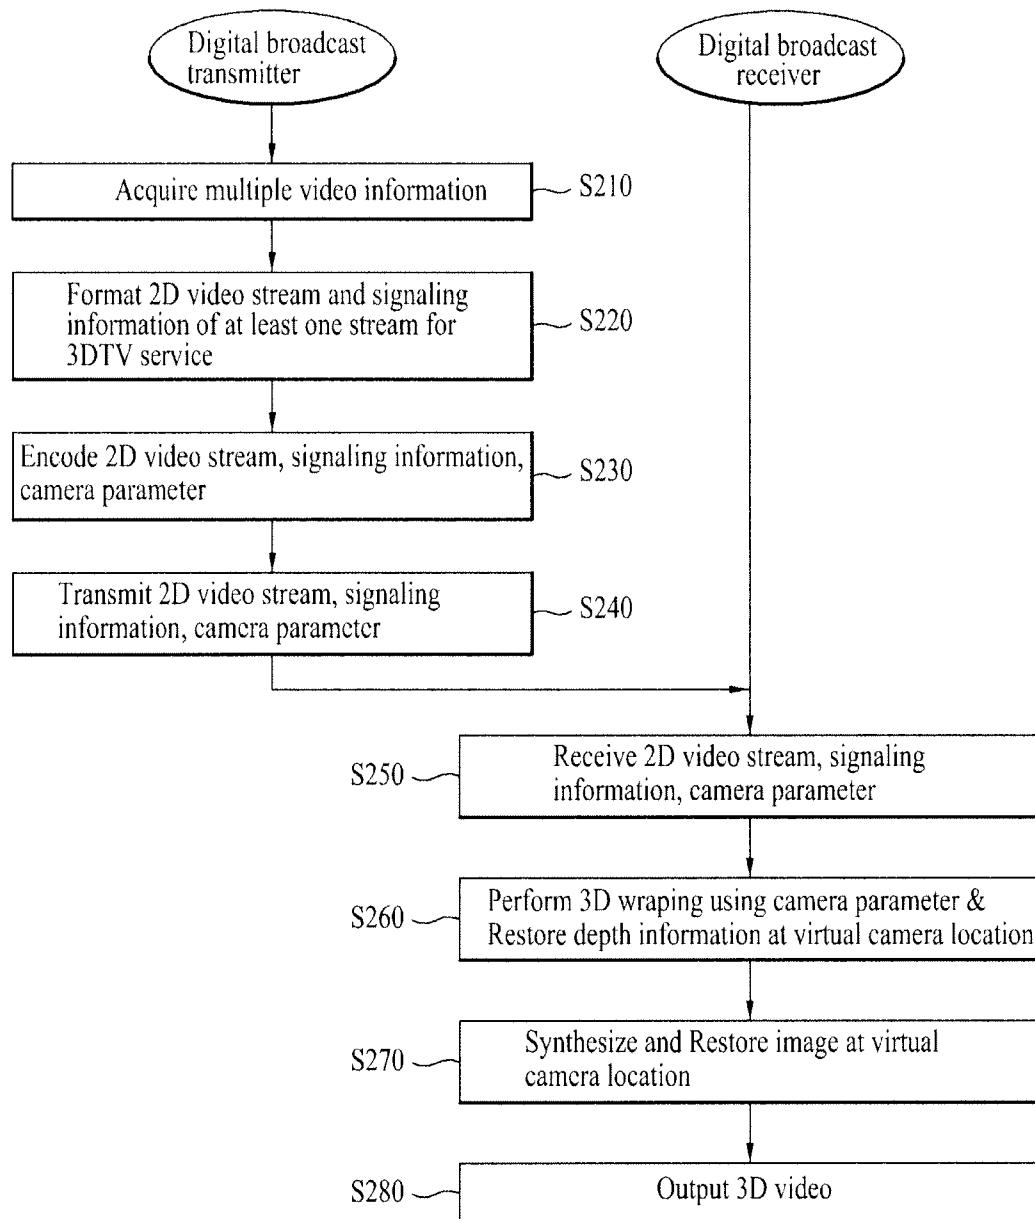 Digital broadcast
transmitter
Digital broadcast
receiver
Acquire multiple video information
S210
Format 2D video stream and signaling
information of at least one stream for
3DTV service
S220
Encode 2D video stream, signaling information,
camera parameter
S230
Transmit 2D video stream, signaling
information, camera parameter
S240
S250
Receive 2D video stream, signaling
information, camera parameter
S260
Perform 3D wraping using camera parameter &
Restore depth information at virtual camera location
S270
Synthesize and Restore image at virtual
camera location
S280
Output 3D video